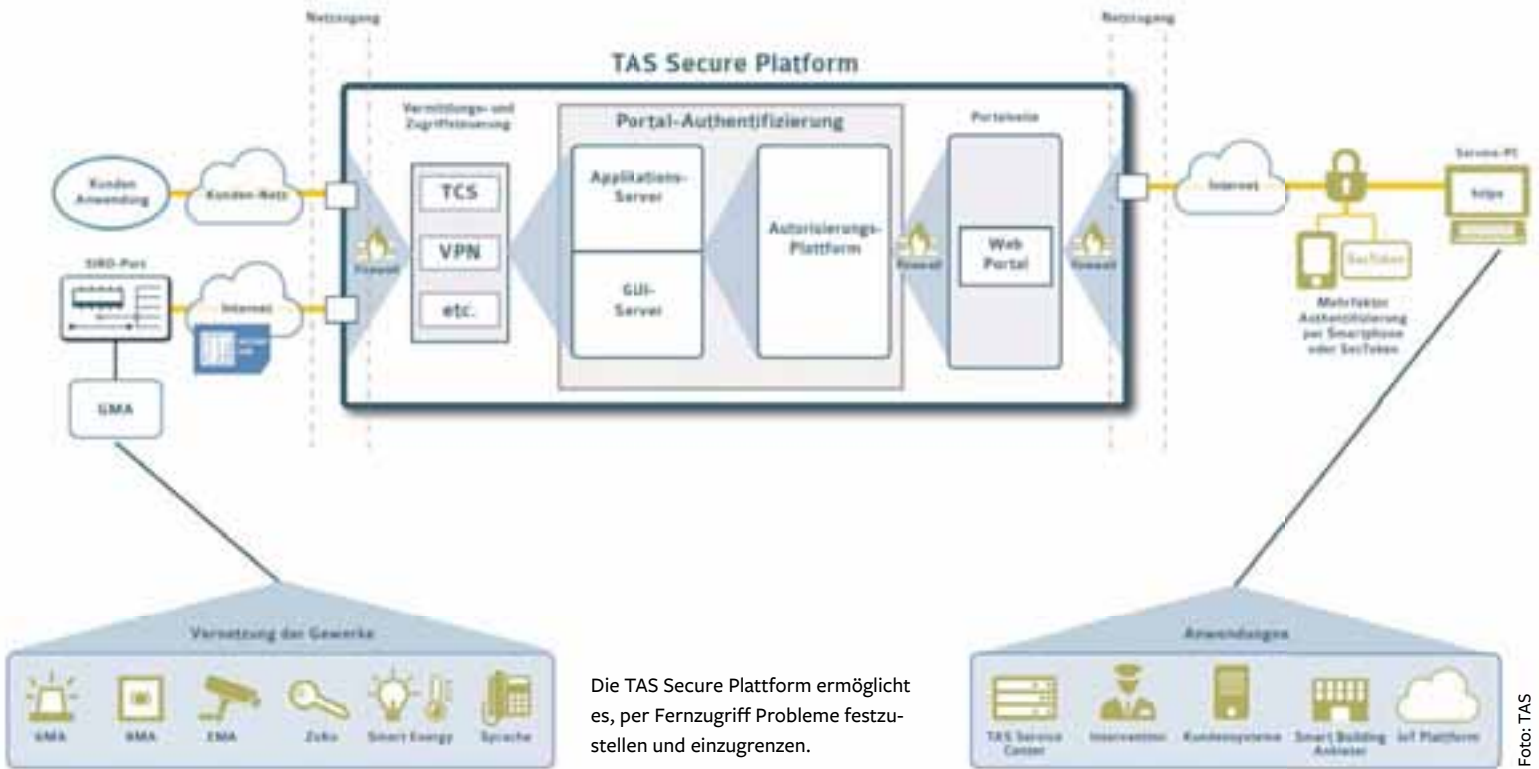 Netzzugang
Netzzugang
TAS Secure Platform
Vermittlungs- und
Zugriffssteuerung
Portal-Authentifizierung
Portalseite
Kunden
Anwendung
Kunden-Netz
TCS
VPN
etc.
Firewall
Applikations-
Server
GUI-
Server
Autorisierungs-
Plattform
Firewall
Web
Portal
Firewall
Internet
Service-PC
https
SecToken
Mehrfaktor
Authentifizierung
per Smartphone
oder SecToken
Internet
GMA
Vernetzung der Gewerke
GMA
BMA
EMA
ZuKo
Smart Energy
Sprache
Die TAS Secure Plattform ermöglicht
es, per Fernzugriff Probleme festzu-
stellen und einzugrenzen.
Anwendungen
TAS Service
Center
Intervention
Kundensysteme
Smart Building
Anbieter
IoT Plattform
Foto: TAS